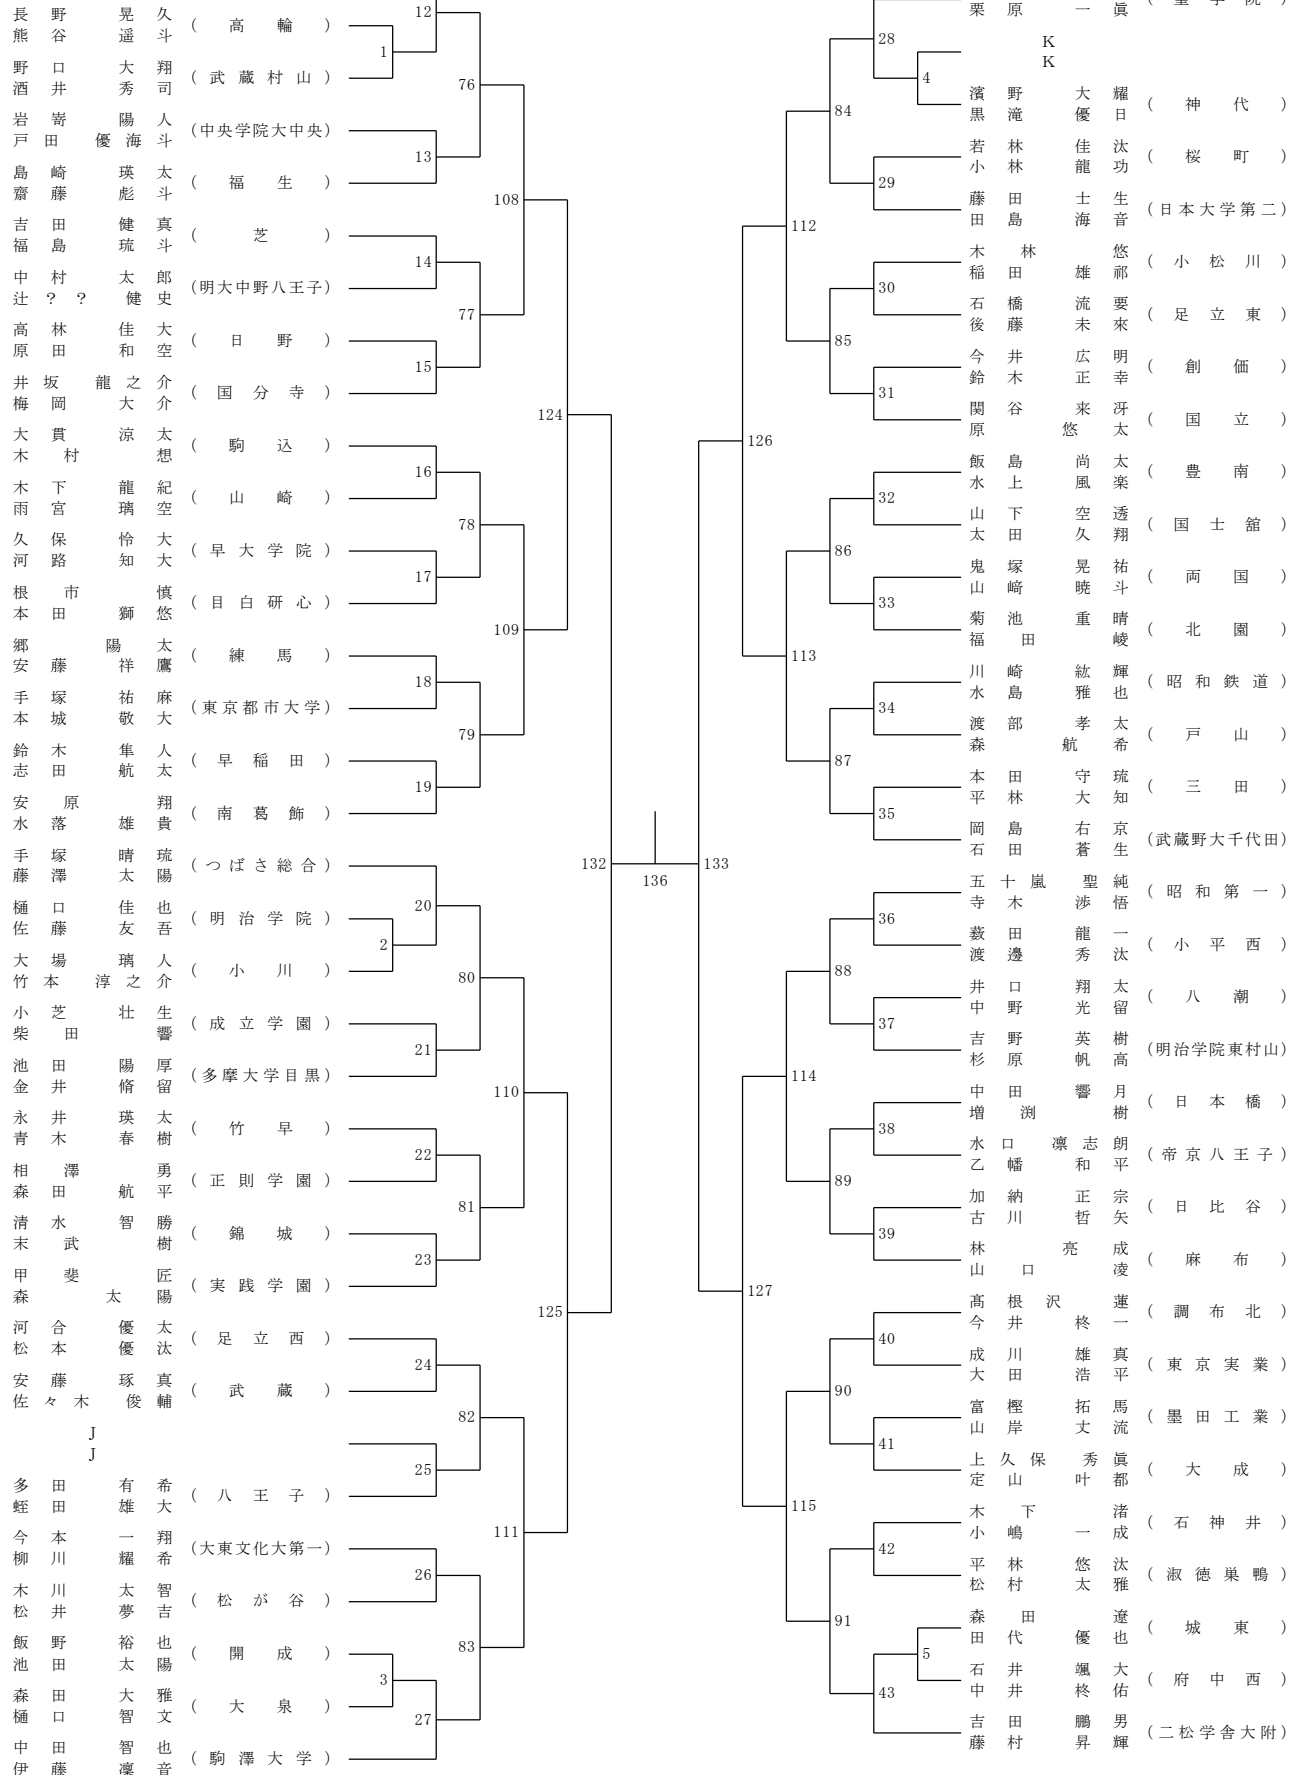 長野 晃久
熊谷 遥斗
(高輪)
野口 大翔
酒井 秀司
(武蔵村山)
岩嵜 陽人
戸田 優海斗
(中央学院大中央)
島崎 瑛太
齋藤 彪斗
(福生)
吉田 健真
福島 琉斗
(芝)
中村 太郎
辻?? 健史
(明大中野八王子)
高林 佳大
原田 和空
(日野)
井坂 龍之介
梅岡 大介
(国分寺)
大貫 涼太
木村 想
(駒込)
木下 龍紀
雨宮 璃空
(山崎)
久保 怜大
河路 知大
(早大学院)
根市 慎
本田 獅悠
(目白研心)
郷 陽太
安藤 祥鷹
(練馬)
手塚 祐麻
本城 敬大
(東京都市大学)
鈴木 隼人
志田 航太
(早稲田)
安原 翔
水落 雄貴
(南葛飾)
手塚 晴琉
藤澤 太陽
(つばさ総合)
樋口 佳也
佐藤 友吾
(明治学院)
大場 璃人
竹本 淳之介
(小川)
小芝 壮生
柴田 響
(成立学園)
池田 陽厚
金井 脩留
(多摩大学目黒)
永井 瑛太
青木 春樹
(竹早)
相澤 勇
森田 航平
(正則学園)
清水 智勝
末武 樹
(錦城)
甲斐 匠
森 太陽
(実践学園)
河合 優太
松本 優汰
(足立西)
安藤 琢真
佐々木 俊輔
(武蔵)
J
J
多田 有希
蛭田 雄大
(八王子)
今本 一翔
柳川 耀希
(大東文化大第一)
木川 太智
松井 夢吉
(松が谷)
飯野 裕也
池田 太陽
(開成)
森田 大雅
樋口 智文
(大泉)
中田 智也
伊藤 凜音
(駒澤大学)
1
2
3
12
13
14
15
16
17
18
19
20
21
22
23
24
25
26
27
76
77
78
79
80
81
82
83
108
109
110
111
124
125
132
136
133
126
127
112
113
114
115
84
85
86
87
88
89
90
91
28
29
30
31
32
33
34
35
36
37
38
39
40
41
42
43
4
5
栗原 一眞
K
K
濱野 大耀
黒滝 優日
(神代)
若林 佳汰
小林 龍功
(桜町)
藤田 士生
田島 海音
(日本大学第二)
木林 悠
稲田 雄祁
(小松川)
石橋 流要
後藤 未來
(足立東)
今井 広明
鈴木 正幸
(創価)
関谷 来冴
原 悠太
(国立)
飯島 尚太
水上 風楽
(豊南)
山下 空透
太田 久翔
(国士舘)
鬼塚 晃祐
山﨑 暁斗
(両国)
菊池 重晴
福田 崚
(北園)
川崎 紘輝
水島 雅也
(昭和鉄道)
渡部 孝太
森 航希
(戸山)
本田 守琉
平林 大知
(三田)
岡島 右京
石田 蒼生
(武蔵野大千代田)
五十嵐 聖純
寺木 渉悟
(昭和第一)
薮田 龍一
渡邊 秀汰
(小平西)
井口 翔太
中野 光留
(八潮)
吉野 英樹
杉原 帆高
(明治学院東村山)
中田 響月
増渕 樹
(日本橋)
水口 凛志朗
乙幡 和平
(帝京八王子)
加納 正宗
古川 哲矢
(日比谷)
林 亮成
山口 凌
(麻布)
髙根沢 蓮
今井 柊一
(調布北)
成川 雄真
大田 浩平
(東京実業)
富樫 拓馬
山岸 丈流
(墨田工業)
上久保 秀眞
定山 叶都
(大成)
木下 渚
小嶋 一成
(石神井)
平林 悠汰
松村 太雅
(淑徳巣鴨)
森田 遼
田代 優也
(城東)
石井 颯大
中井 柊佑
(府中西)
吉田 鵬男
藤村 昇輝
(二松学舎大附)